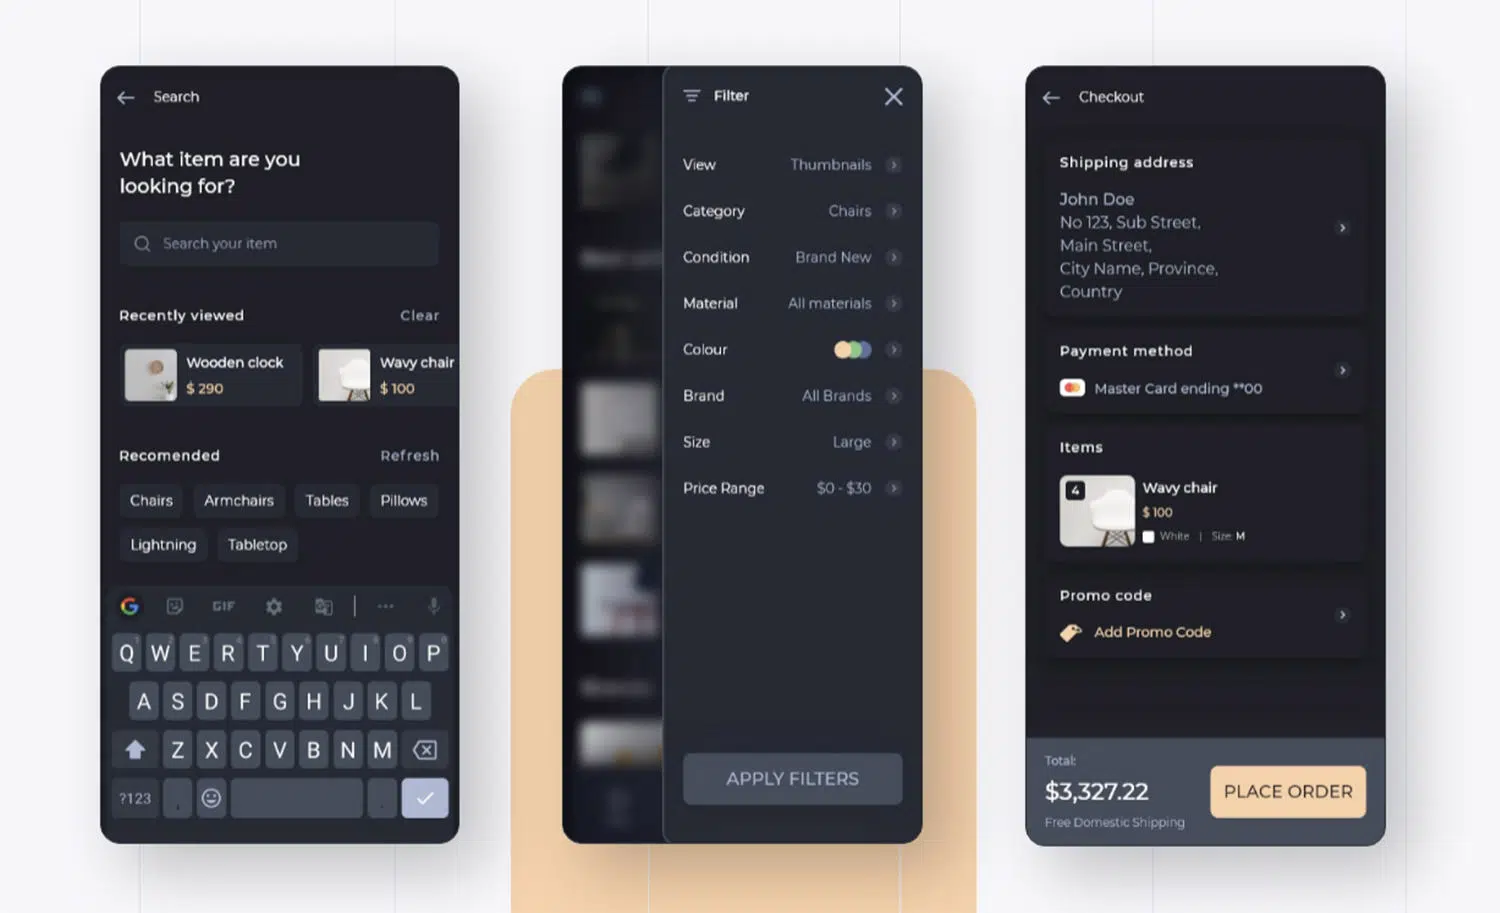 Search
What item are you
looking for?
Search your item
Recently viewed
Clear
Wooden clock
$ 290
Wavy chair
$ 100
Recomended
Refresh
Chairs
Armchairs
Tables
Pillows
Lightning
Tabletop
G
GIF
Q W E R T Y U I O P
A S D F G H J K L
Z X C V B N M
?123
,
.
Filter
View
Thumbnails
Category
Chairs
Condition
Brand New
Material
All materials
Colour
Brand
All Brands
Size
Large
Price Range
$0 - $30
APPLY FILTERS
Checkout
Shipping address
John Doe
No 123, Sub Street,
Main Street,
City Name, Province,
Country
Payment method
Master Card ending **00
Items
4
Wavy chair
$ 100
White | Size: M
Promo code
Add Promo Code
Total:
$3,327.22
Free Domestic Shipping
PLACE ORDER